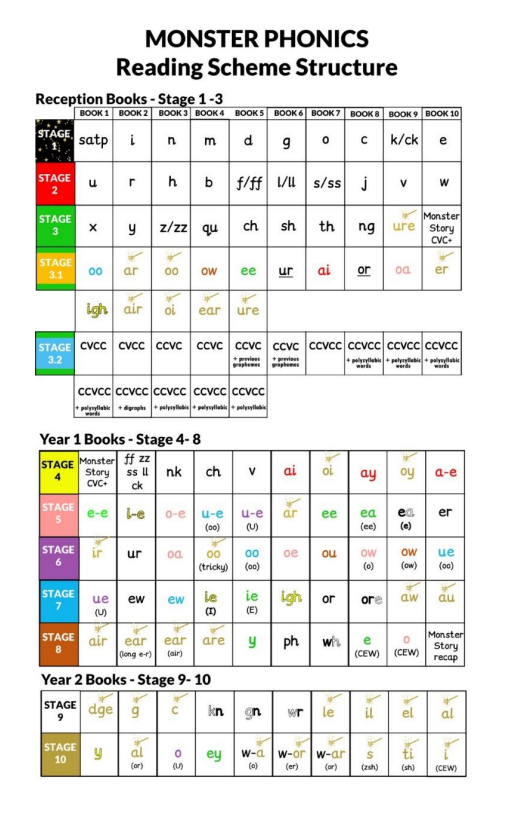 MONSTER PHONICS
Reading Scheme Structure
Reception Books - Stage 1 -3
BOOK 1 BOOK 2 BOOK 3 BOOK 4 BOOK 5 BOOK 6 BOOK 7 BOOK 8 BOOK 9 BOOK 10
STAGE 1 satp i n m d g o c k/ck e
STAGE 2 u r h b f/ff l/ll s/ss j v w
STAGE 3 x y z/zz qu ch sh th ng ure Monster Story CVC+
STAGE 3.1 oo ar oo ow ee ur ai or oa er
igh air oi ear ure
STAGE 3.2 CVCC CVCC CCVC CCVC CCVC + previous graphemes CCVC + previous graphemes CCVCC CCVCC + polysyllabic words CCVCC + polysyllabic words CCVCC + polysyllabic words
CCVCC + polysyllabic words CCVCC + digraphs CCVCC + polysyllabic CCVCC + polysyllabic CCVCC + polysyllabic
Year 1 Books - Stage 4- 8
STAGE 4 Monster Story CVC+ ff zz ss ll ck nk ch v ai oi ay oy a-e
STAGE 5 e-e i-e o-e u-e (oo) u-e (U) ar ee ea (ee) ea (e) er
STAGE 6 ir ur oa oo (tricky) oo (oo) oe ou ow (o) ow (ow) ue (oo)
STAGE 7 ue (U) ew ew ie (I) ie (E) igh or ore aw au
STAGE 8 air ear (long e-r) ear (air) are y ph wh e (CEW) o (CEW) Monster Story recap
Year 2 Books - Stage 9- 10
STAGE 9 dge g c kn gn wr le il el al
STAGE 10 y al (or) o (U) ey w-a (o) w-or (er) w-ar (or) s (zsh) ti (sh) i (CEW)